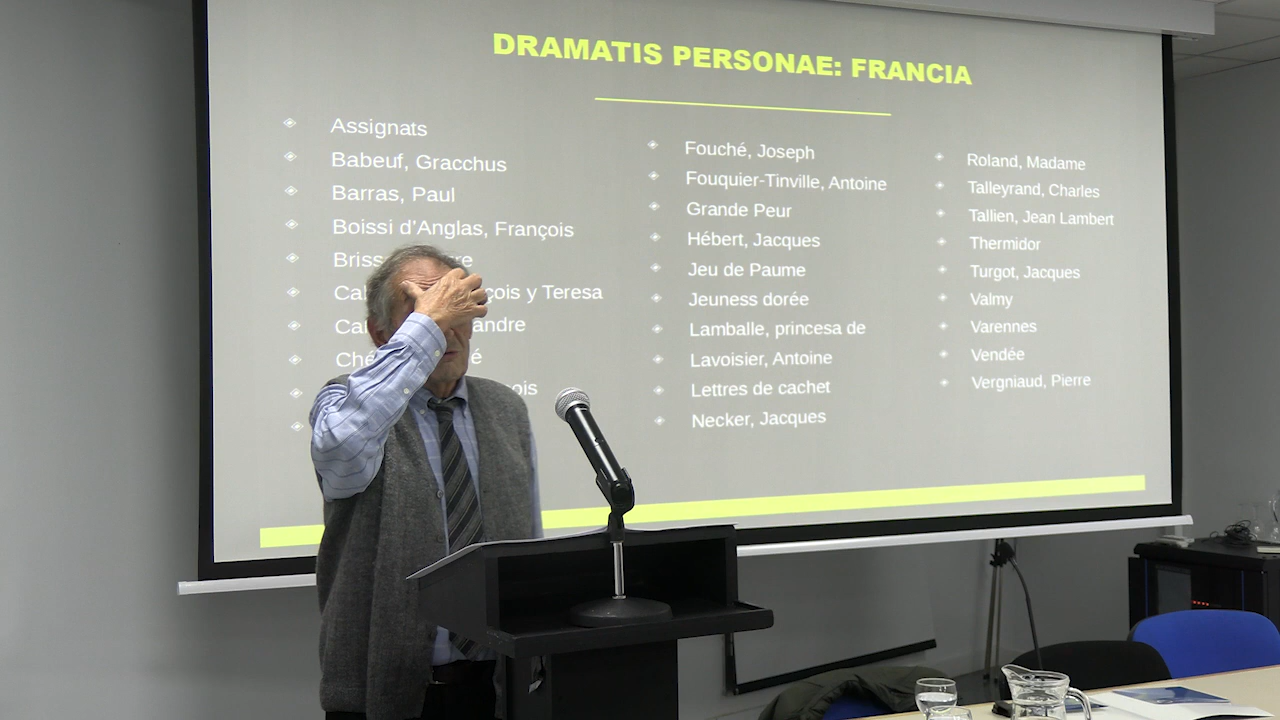 DRAMATIS PERSONAE: FRANCIA
Assignats
Babeuf, Gracchus
Barras, Paul
Boissi d'Anglas, François
Fouché, Joseph
Fouquier-Tinville, Antoine
Grande Peur
Hébert, Jacques
Jeu de Paume
Jeuness dorée
Lamballe, princesa de
Lavoisier, Antoine
Lettres de cachet
Necker, Jacques
Roland, Madame
Talleyrand, Charles
Tallien, Jean Lambert
Thermidor
Turgot, Jacques
Valmy
Varennes
Vendée
Vergniaud, Pierre
y Teresa